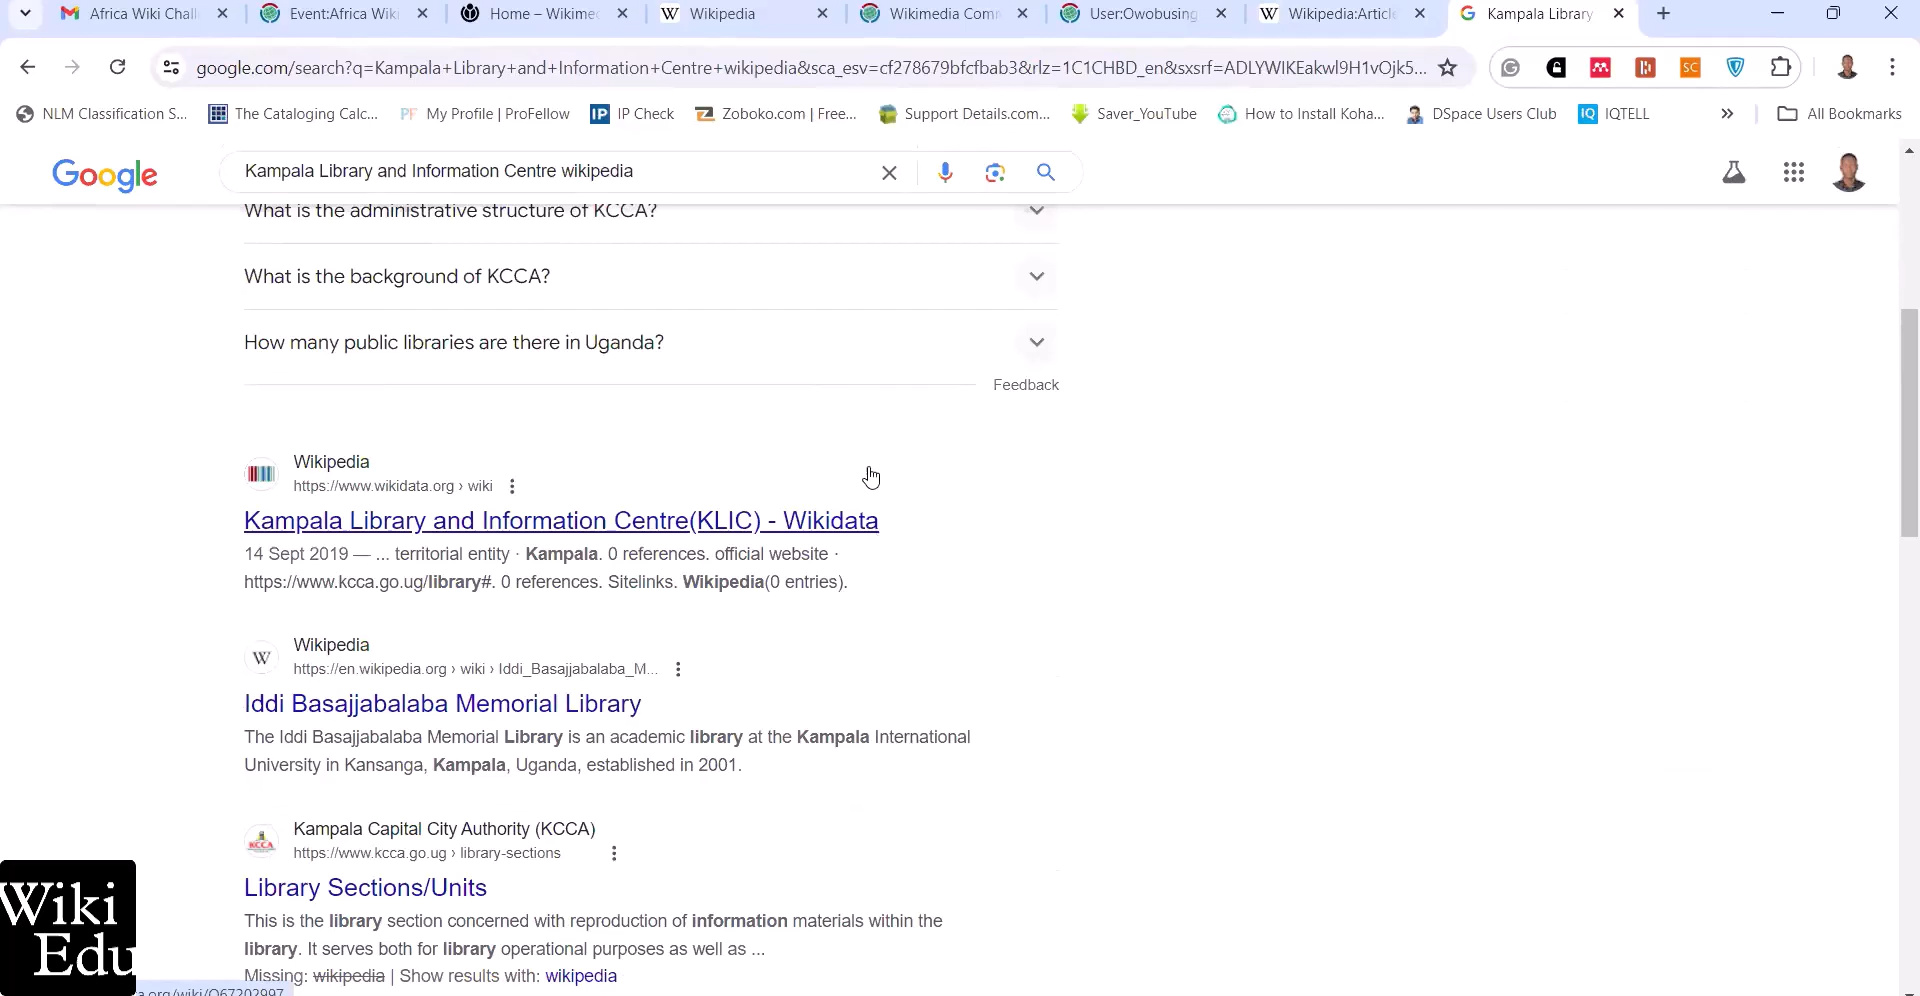 Africa Wiki Chall
Event:Africa Wiki
Home – Wikimed
Wikipedia
Wikimedia Com
User:Owobusing
Wikipedia:Article
Kampala Library
google.com/search?q=Kampala+Library+and+Information+Centre+wikipedia&sca_esv=cf278679bfcfbab3&rlz=1C1CHBD_en&sxsrf=ADLYWIKEakwl9H1vOjk5...
NLM Classification S...
The Cataloging Calc...
PF My Profile | ProFellow
IP IP Check
Zoboko.com | Free...
Support Details.com...
Saver_YouTube
How to Install Koha...
DSpace Users Club
IQ IQTELL
All Bookmarks
Google
Kampala Library and Information Centre wikipedia
What is the administrative structure of KCCA?
What is the background of KCCA?
How many public libraries are there in Uganda?
Feedback
Wikipedia
https://www.wikidata.org › wiki
Kampala Library and Information Centre(KLIC) - Wikidata
14 Sept 2019 — ... territorial entity · Kampala. 0 references. official website ·
https://www.kcca.go.ug/library#. 0 references. Sitelinks. Wikipedia(0 entries).
Wikipedia
https://en.wikipedia.org › wiki › Iddi_Basajjabalaba_M...
Iddi Basajjabalaba Memorial Library
The Iddi Basajjabalaba Memorial Library is an academic library at the Kampala International
University in Kansanga, Kampala, Uganda, established in 2001.
Kampala Capital City Authority (KCCA)
https://www.kcca.go.ug › library-sections
Library Sections/Units
This is the library section concerned with reproduction of information materials within the
library. It serves both for library operational purposes as well as ...
Missing: wikipedia | Show results with: wikipedia
Wiki
Edu
a.org/wiki/Q67202997